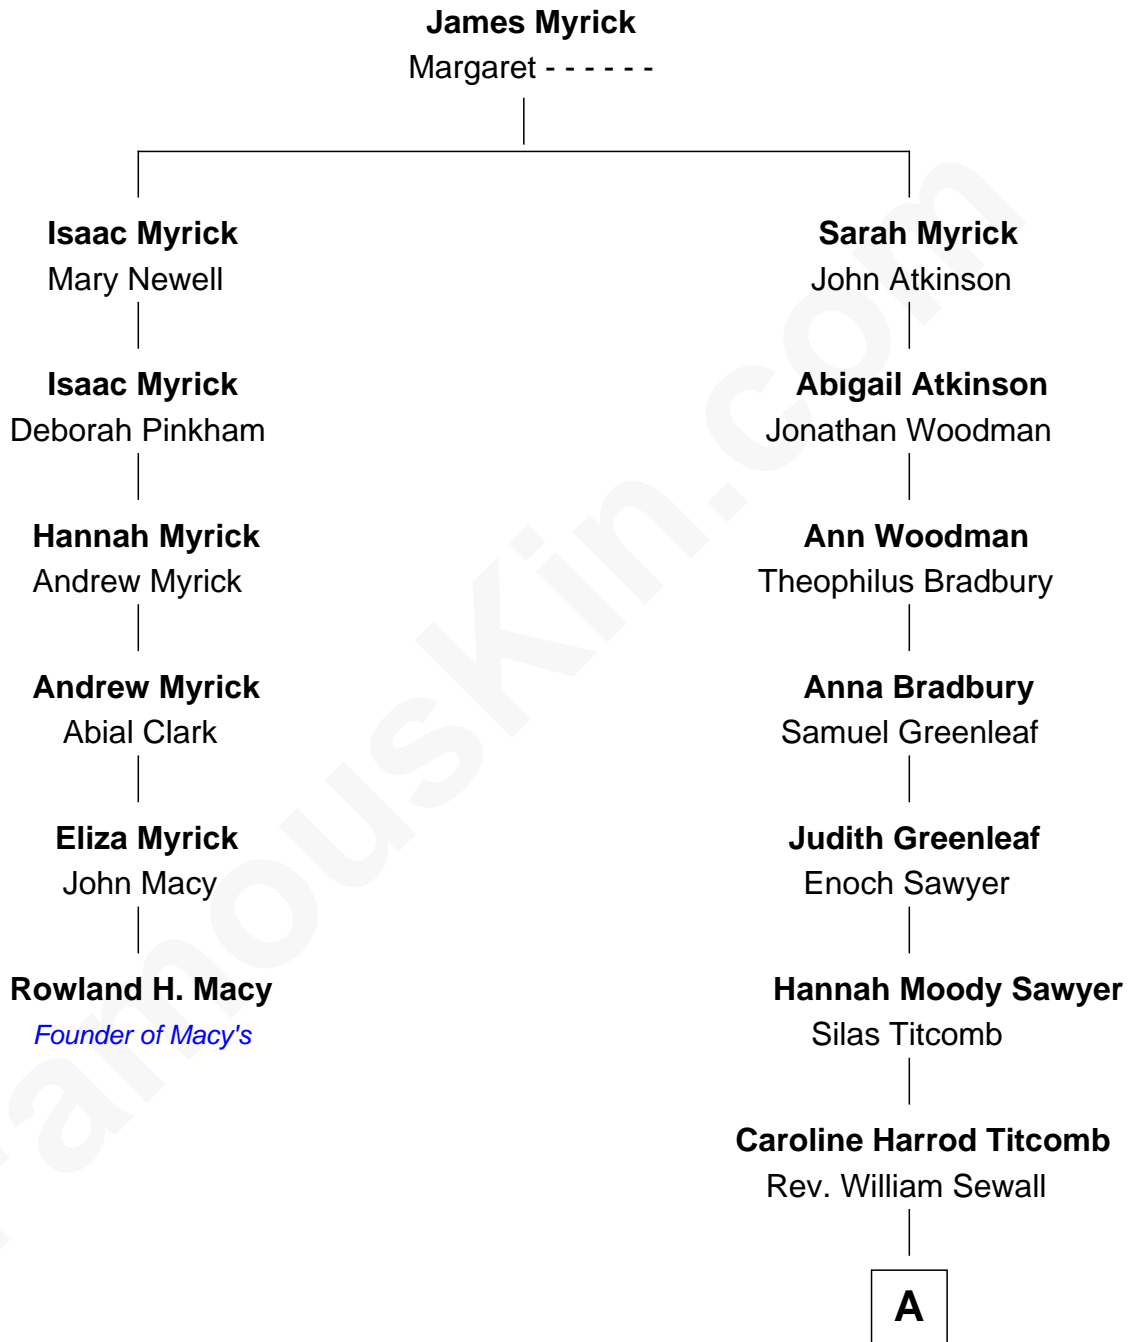 James Myrick
Margaret - - - - - -
Isaac Myrick
Mary Newell
Isaac Myrick
Deborah Pinkham
Hannah Myrick
Andrew Myrick
Andrew Myrick
Abial Clark
Eliza Myrick
John Macy
Rowland H. Macy
Founder of Macy's
Sarah Myrick
John Atkinson
Abigail Atkinson
Jonathan Woodman
Ann Woodman
Theophilus Bradbury
Anna Bradbury
Samuel Greenleaf
Judith Greenleaf
Enoch Sawyer
Hannah Moody Sawyer
Silas Titcomb
Caroline Harrod Titcomb
Rev. William Sewall
A
FamousKin.com